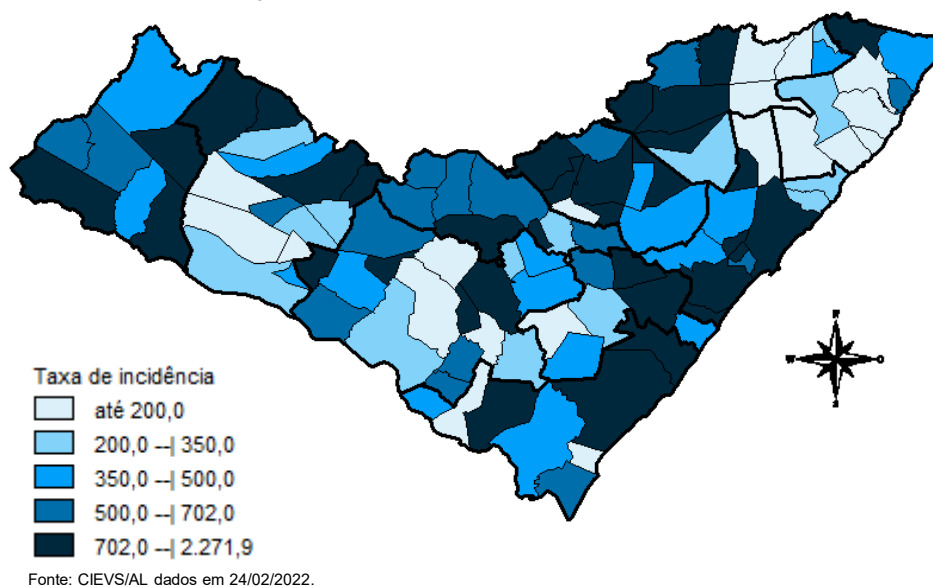 Taxa de incidência
até 200,0
200,0 --| 350,0
350,0 --| 500,0
500,0 --| 702,0
702,0 --| 2.271,9
Fonte: CIEVS/AL dados em 24/02/2022.